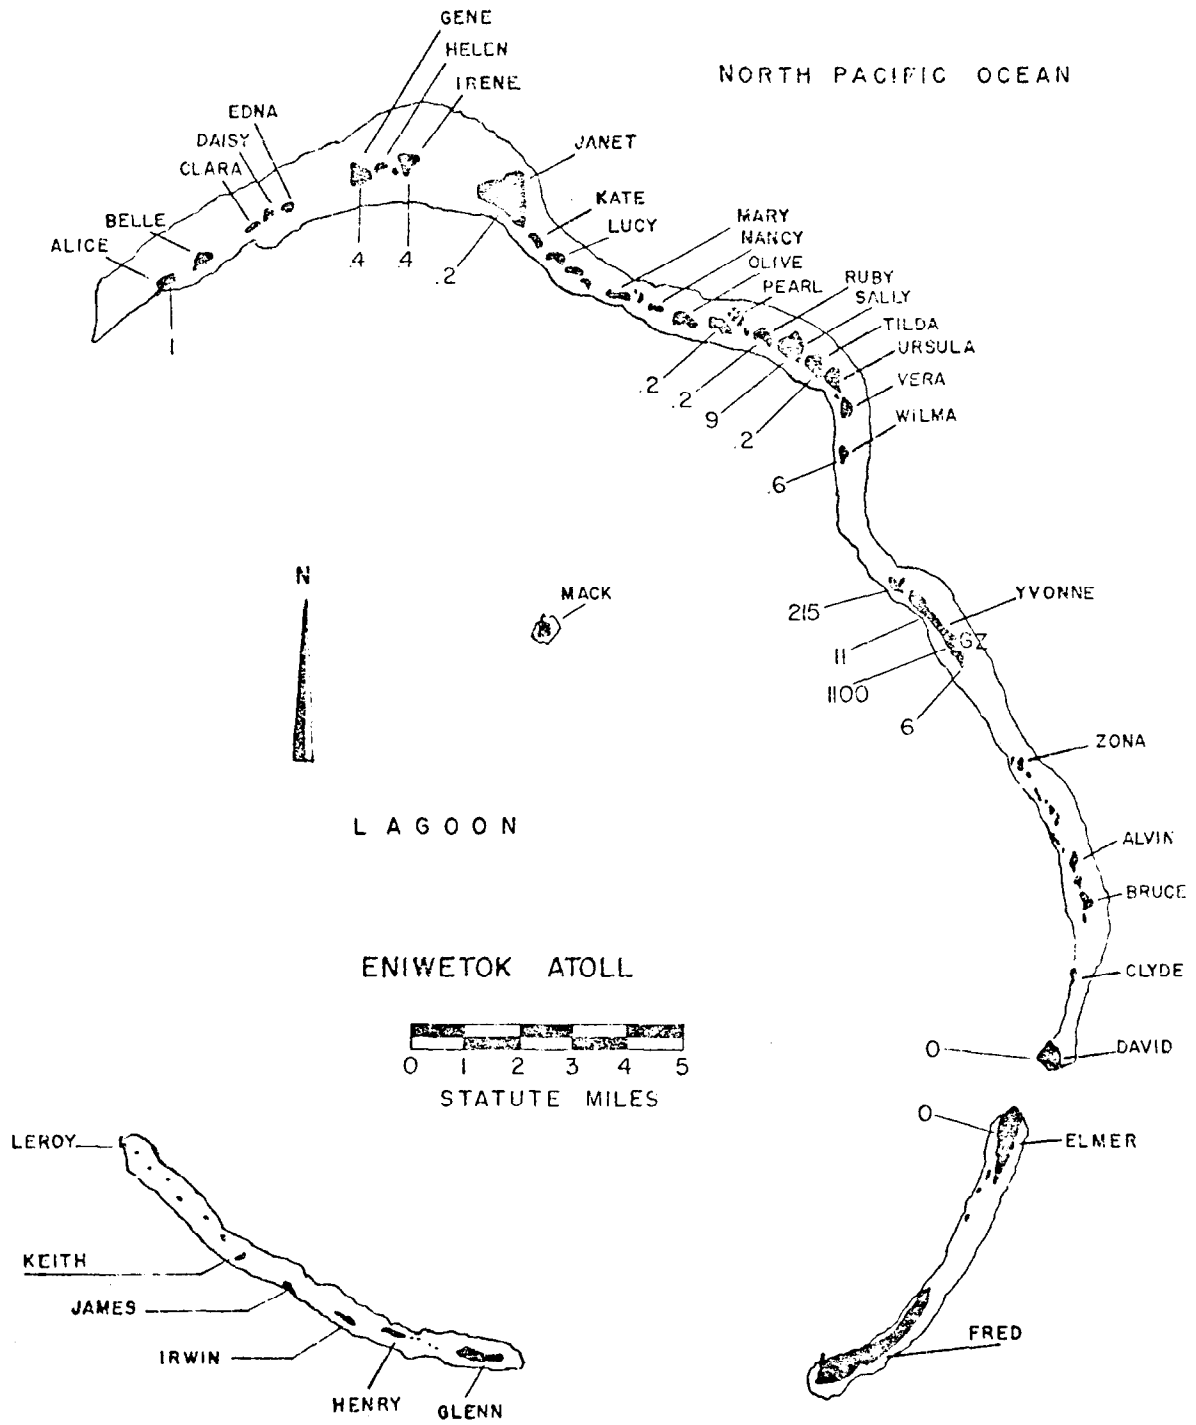 GENE
HELEN
IRENE
NORTH PACIFIC OCEAN
EDNA
DAISY
CLARA
JANET
BELLE
KATE
ALICE
LUCY
MARY
NANCY
OLIVE
PEARL
RUBY
SALLY
TILDA
URSULA
VERA
WILMA
.4
.4
.2
1
.2
.2
9
.2
.6
N
MACK
215
YVONNE
GZ
11
1100
6
ZONA
LAGOON
ALVIN
BRUCE
ENIWETOK ATOLL
CLYDE
0 1 2 3 4 5
STATUTE MILES
0
DAVID
0
ELMER
LEROY
KEITH
JAMES
IRWIN
HENRY
GLENN
FRED